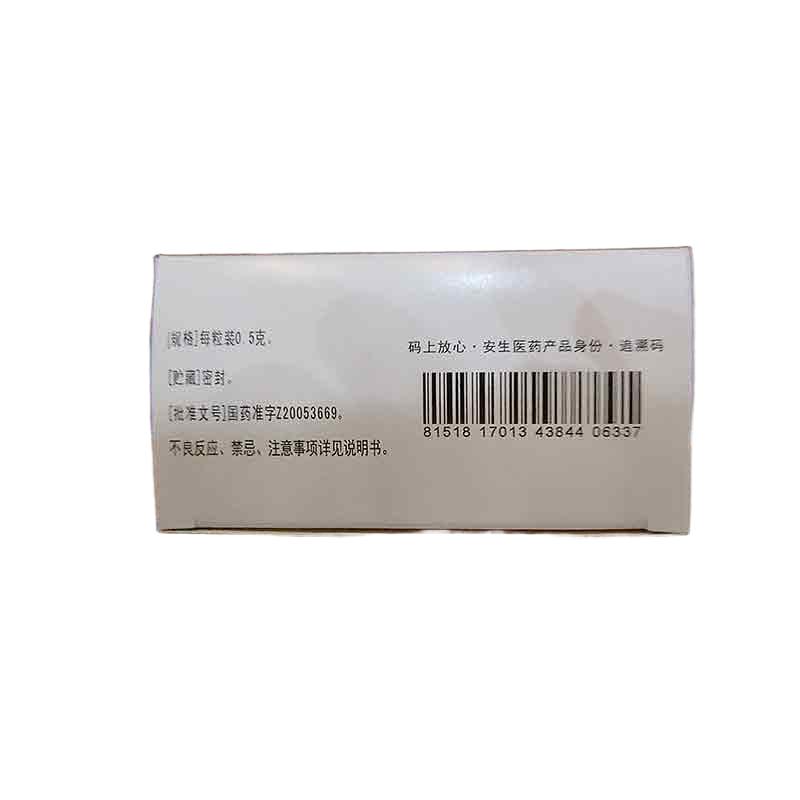 [规格]每粒装0.5克。
[贮藏]密封。
[批准文号]国药准字Z20053669。
不良反应、禁忌、注意事项详见说明书。
码上放心·安生医药产品身份·追溯码
81518 17013 43844 06337